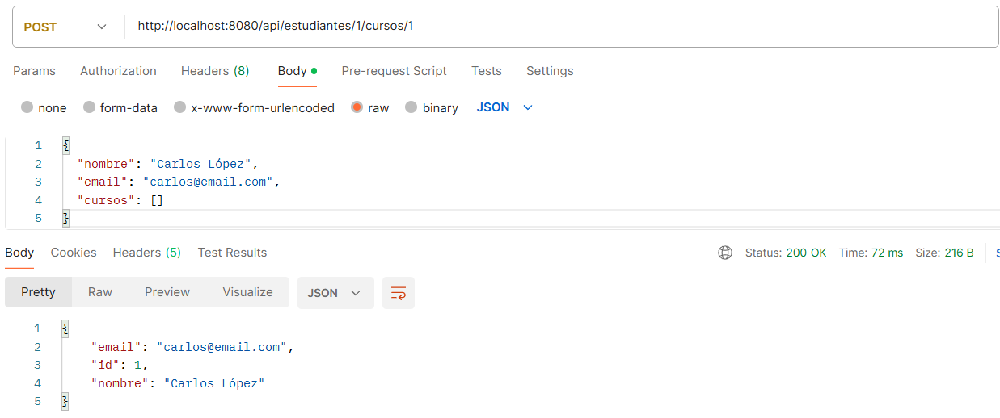 POST http://localhost:8080/api/estudiantes/1/cursos/1
Params Authorization Headers (8) Body Pre-request Script Tests Settings
none form-data x-www-form-urlencoded raw binary JSON
1 {
2 "nombre": "Carlos López",
3 "email": "carlos@email.com",
4 "cursos": []
5 }
Body Cookies Headers (5) Test Results Status: 200 OK Time: 72 ms Size: 216 B
Pretty Raw Preview Visualize JSON
1 {
2 "email": "carlos@email.com",
3 "id": 1,
4 "nombre": "Carlos López"
5 }